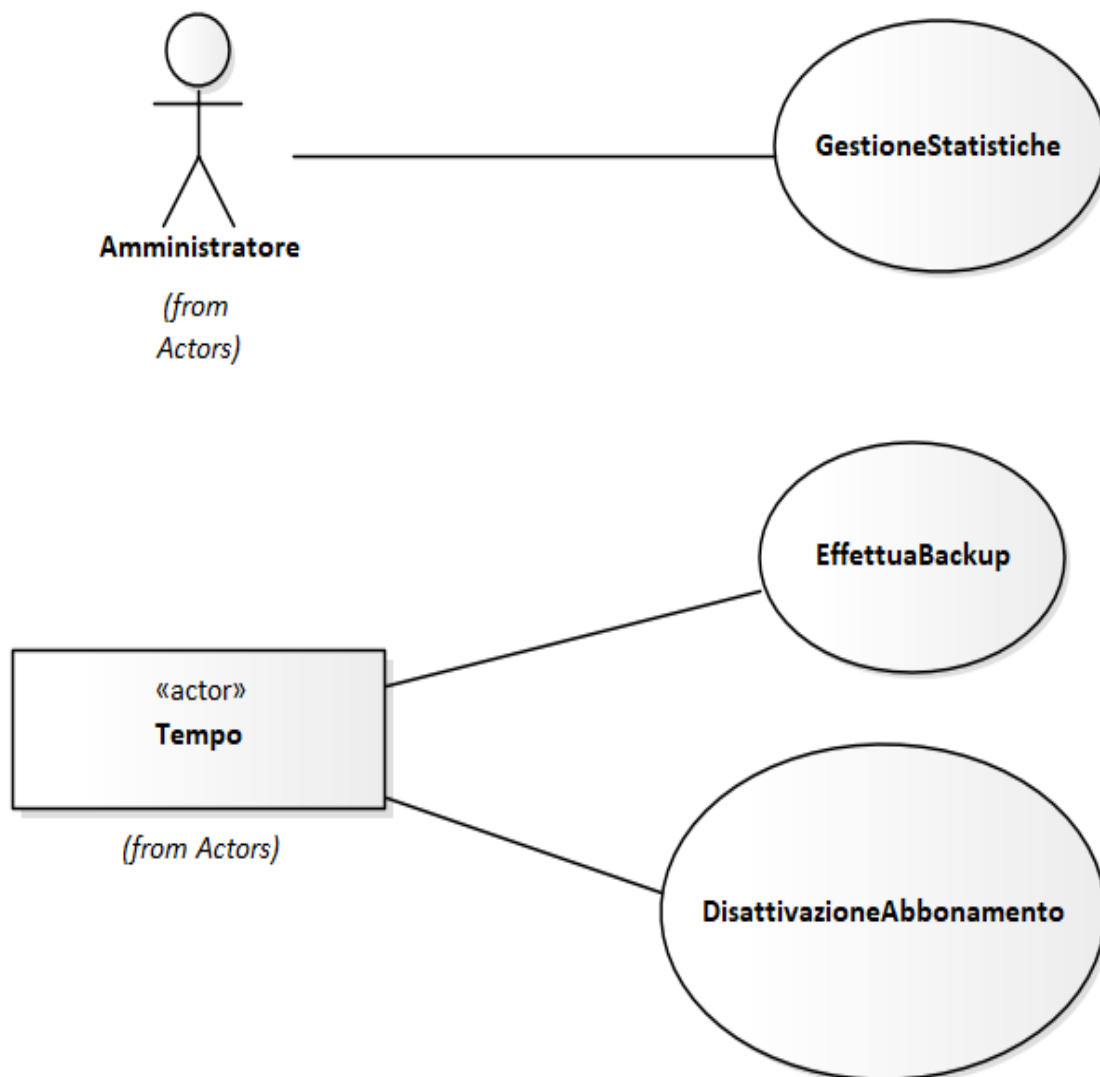 GestioneStatistiche
Amministratore
(from
Actors)
EffettuaBackup
«actor»
Tempo
(from Actors)
DisattivazioneAbbonamento